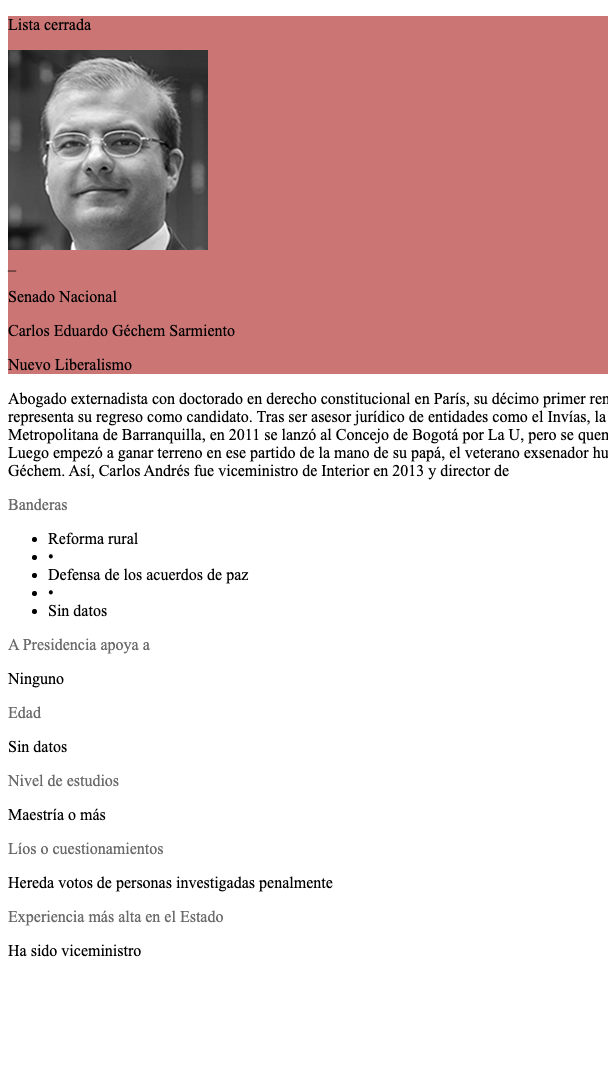 Lista cerrada
_
Senado Nacional
Carlos Eduardo Géchem Sarmiento
Nuevo Liberalismo
Abogado externadista con doctorado en derecho constitucional en París, su décimo primer ren
representa su regreso como candidato. Tras ser asesor jurídico de entidades como el Invías, la
Metropolitana de Barranquilla, en 2011 se lanzó al Concejo de Bogotá por La U, pero se quem
Luego empezó a ganar terreno en ese partido de la mano de su papá, el veterano exsenador hu
Géchem. Así, Carlos Andrés fue viceministro de Interior en 2013 y director de
Banderas
• Reforma rural
• •
• Defensa de los acuerdos de paz
• •
• Sin datos
A Presidencia apoya a
Ninguno
Edad
Sin datos
Nivel de estudios
Maestría o más
Líos o cuestionamientos
Hereda votos de personas investigadas penalmente
Experiencia más alta en el Estado
Ha sido viceministro